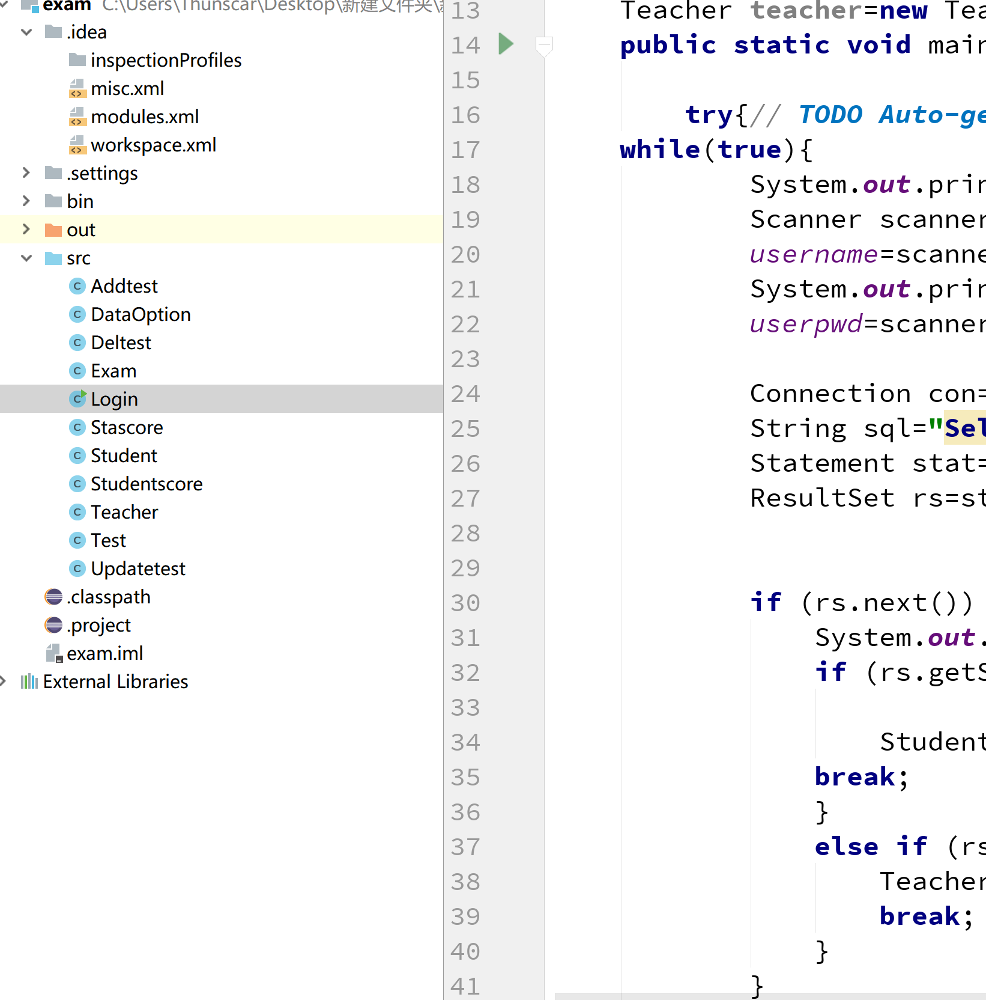 exam C:\Users\Thunscar\Desktop\新建文件夹\
.idea
inspectionProfiles
misc.xml
modules.xml
workspace.xml
.settings
bin
out
src
Addtest
DataOption
Deltest
Exam
Login
Stascore
Student
Studentscore
Teacher
Test
Updatetest
.classpath
.project
exam.iml
External Libraries
13 Teacher teacher=new Tea
14 public static void main
15
16 try{// TODO Auto-ge
17 while(true){
18 System.out.prin
19 Scanner scanner
20 username=scanne
21 System.out.prin
22 userpwd=scanner
23
24 Connection con=
25 String sql="Sel
26 Statement stat=
27 ResultSet rs=st
28
29
30 if (rs.next())
31 System.out.
32 if (rs.getS
33
34 Student
35 break;
36 }
37 else if (rs
38 Teacher
39 break;
40 }
41 }